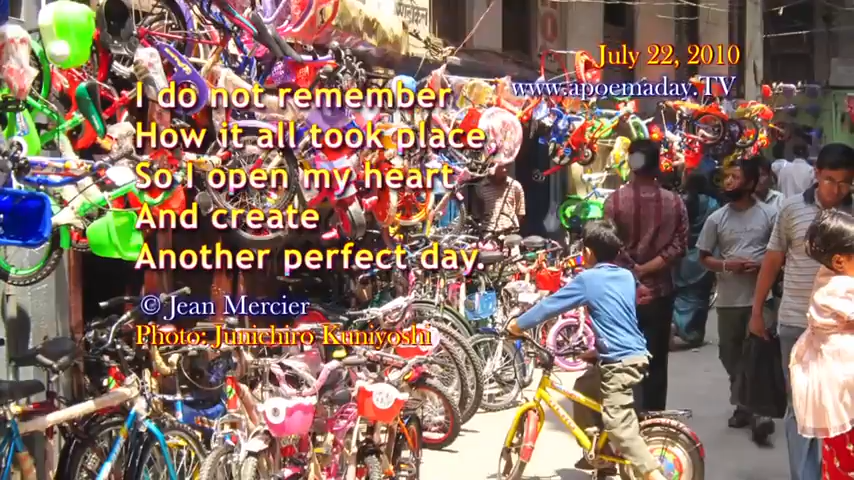 July 22, 2010
www.apoemaday.TV
I do not remember
How it all took place
So I open my heart
And create
Another perfect day.
© Jean Mercier
Photo: Junichiro Kuniyoshi